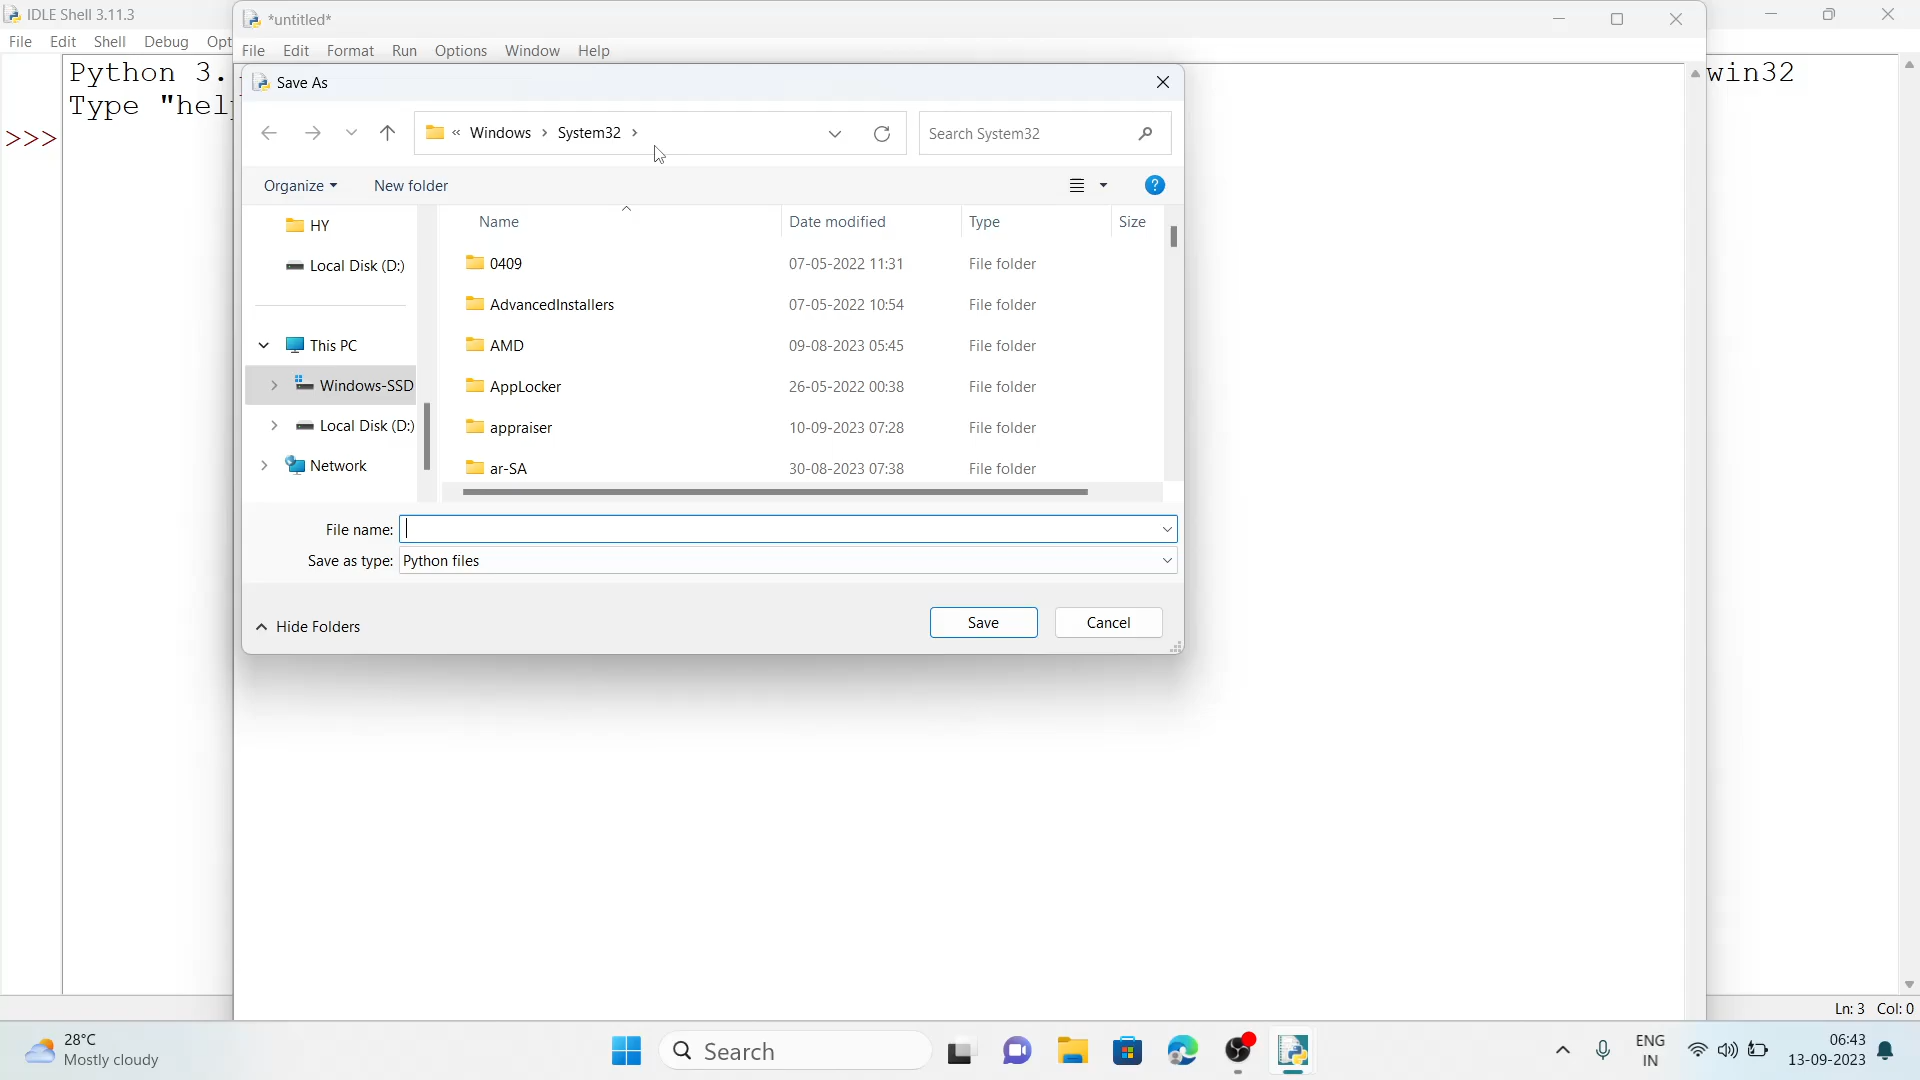 IDLE Shell 3.11.3
*untitled*
File Edit Shell Debug Opt
File Edit Format Run Options Window Help
Python 3.
win32
Type "hel
>>>
Save As
« Windows › System32 ›
Search System32
Organize
New folder
HY
Local Disk (D:)
This PC
Windows-SSD
Local Disk (D:)
Network
Name Date modified Type Size
0409 07-05-2022 11:31 File folder
AdvancedInstallers 07-05-2022 10:54 File folder
AMD 09-08-2023 05:45 File folder
AppLocker 26-05-2022 00:38 File folder
appraiser 10-09-2023 07:28 File folder
ar-SA 30-08-2023 07:38 File folder
File name:
Save as type: Python files
Hide Folders
Save
Cancel
Ln: 3 Col: 0
28°C
Mostly cloudy
Search
ENG
IN
06:43
13-09-2023